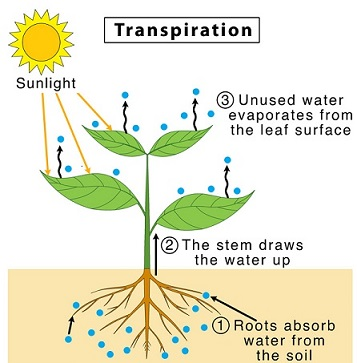 Transpiration
Sunlight
③ Unused water
evaporates from
the leaf surface
② The stem draws
the water up
① Roots absorb
water from
the soil